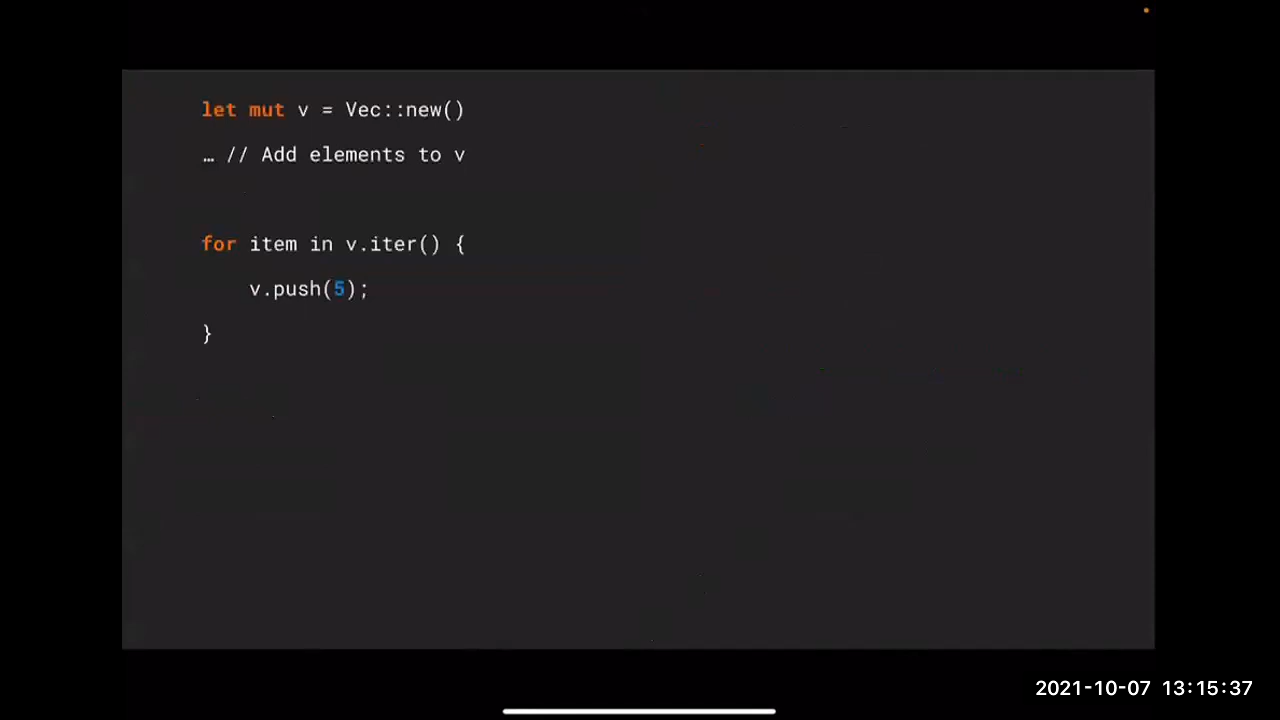 let mut v = Vec::new()
… // Add elements to v
for item in v.iter() {
    v.push(5);
}
2021-10-07 13:15:37